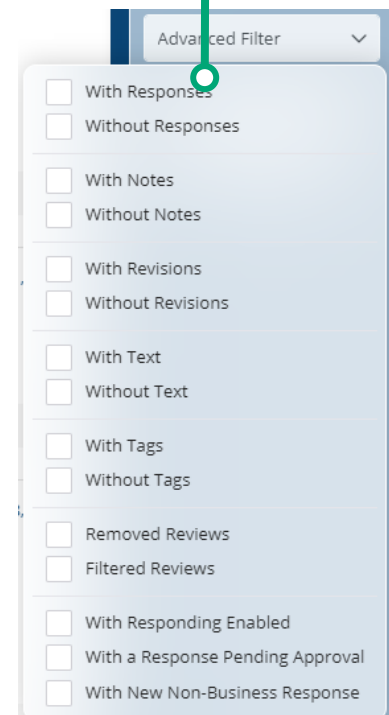 Advanced Filter
With Responses
Without Responses
With Notes
Without Notes
With Revisions
Without Revisions
With Text
Without Text
With Tags
Without Tags
Removed Reviews
Filtered Reviews
With Responding Enabled
With a Response Pending Approval
With New Non-Business Response